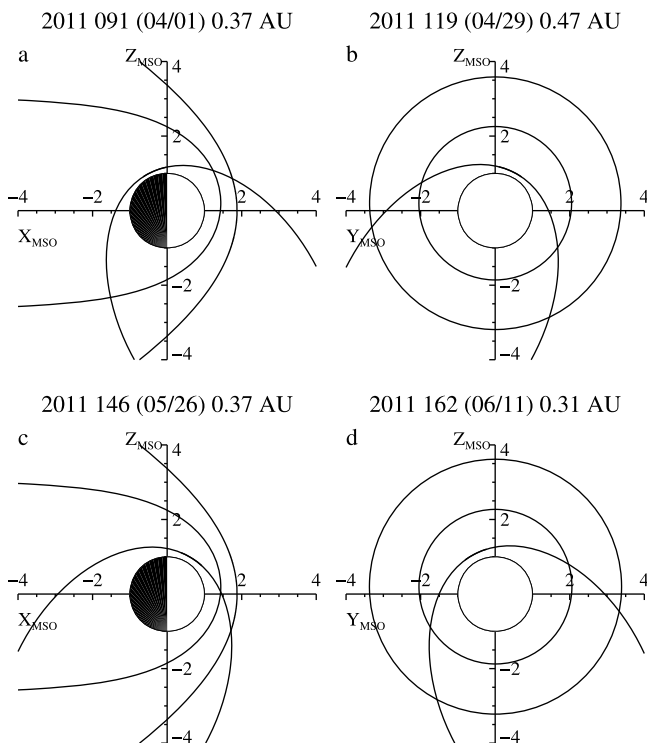 2011 091 (04/01) 0.37 AU
2011 119 (04/29) 0.47 AU
a
Z_MSO
4
2
−4
−2
2
4
X_MSO
−2
−4
b
Z_MSO
4
2
−4
−2
2
4
Y_MSO
−2
−4
2011 146 (05/26) 0.37 AU
2011 162 (06/11) 0.31 AU
c
Z_MSO
4
2
−4
−2
2
4
X_MSO
−2
−4
d
Z_MSO
4
2
−4
−2
2
4
Y_MSO
−2
−4